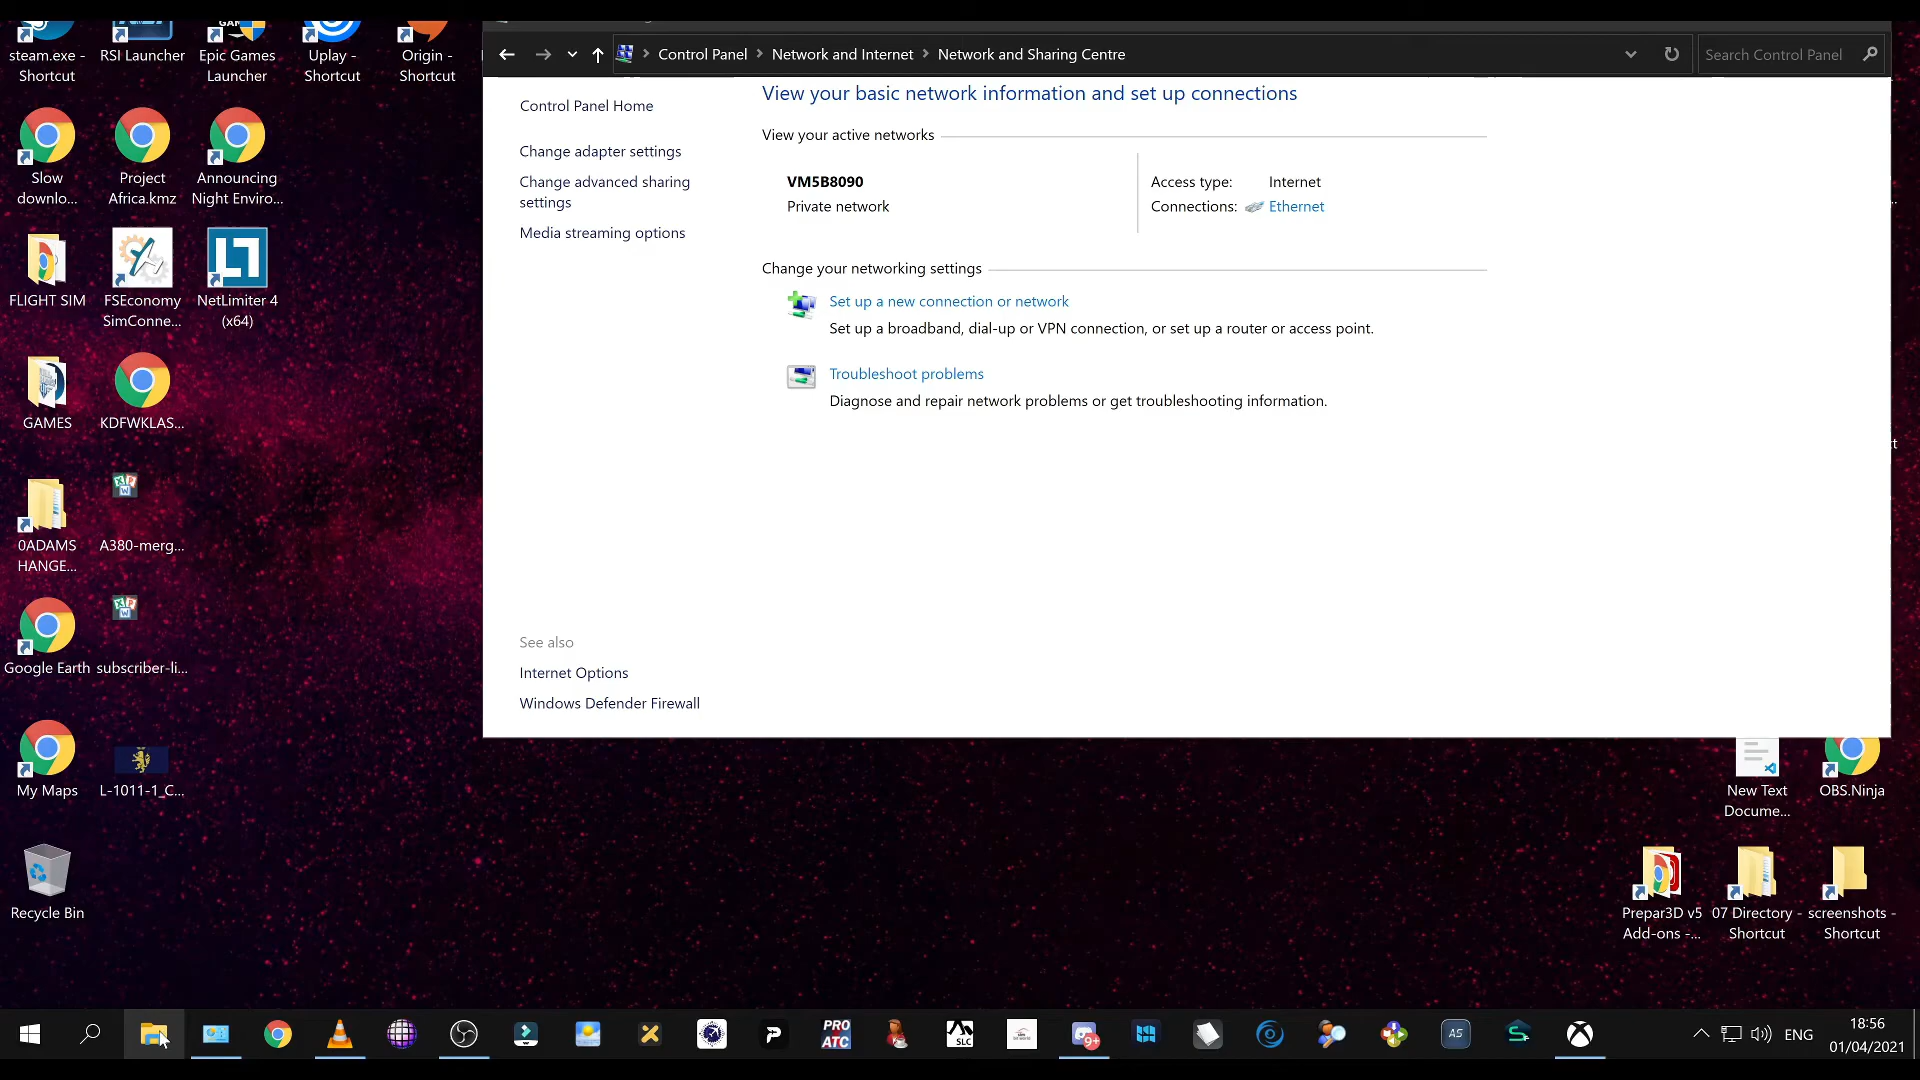 steam.exe -
Shortcut
RSI Launcher
Epic Games
Launcher
Uplay -
Shortcut
Origin -
Shortcut
Control Panel
Network and Internet
Network and Sharing Centre
Search Control Panel
Control Panel Home
Change adapter settings
Change advanced sharing
settings
Media streaming options
View your basic network information and set up connections
View your active networks
VM5B8090
Private network
Access type: Internet
Connections: Ethernet
Change your networking settings
Set up a new connection or network
Set up a broadband, dial-up or VPN connection, or set up a router or access point.
Troubleshoot problems
Diagnose and repair network problems or get troubleshooting information.
See also
Internet Options
Windows Defender Firewall
Slow
downlo...
Project
Africa.kmz
Announcing
Night Enviro...
FLIGHT SIM
FSEconomy
SimConne...
NetLimiter 4
(x64)
GAMES
KDFWKLAS...
0ADAMS
HANGE...
A380-merg...
Google Earth
subscriber-li...
My Maps
L-1011-1_C...
Recycle Bin
New Text
Docume...
OBS.Ninja
Prepar3D v5
Add-ons -...
07 Directory -
Shortcut
screenshots -
Shortcut
PRO
ATC
SLC
9+
AS
ENG
18:56
01/04/2021